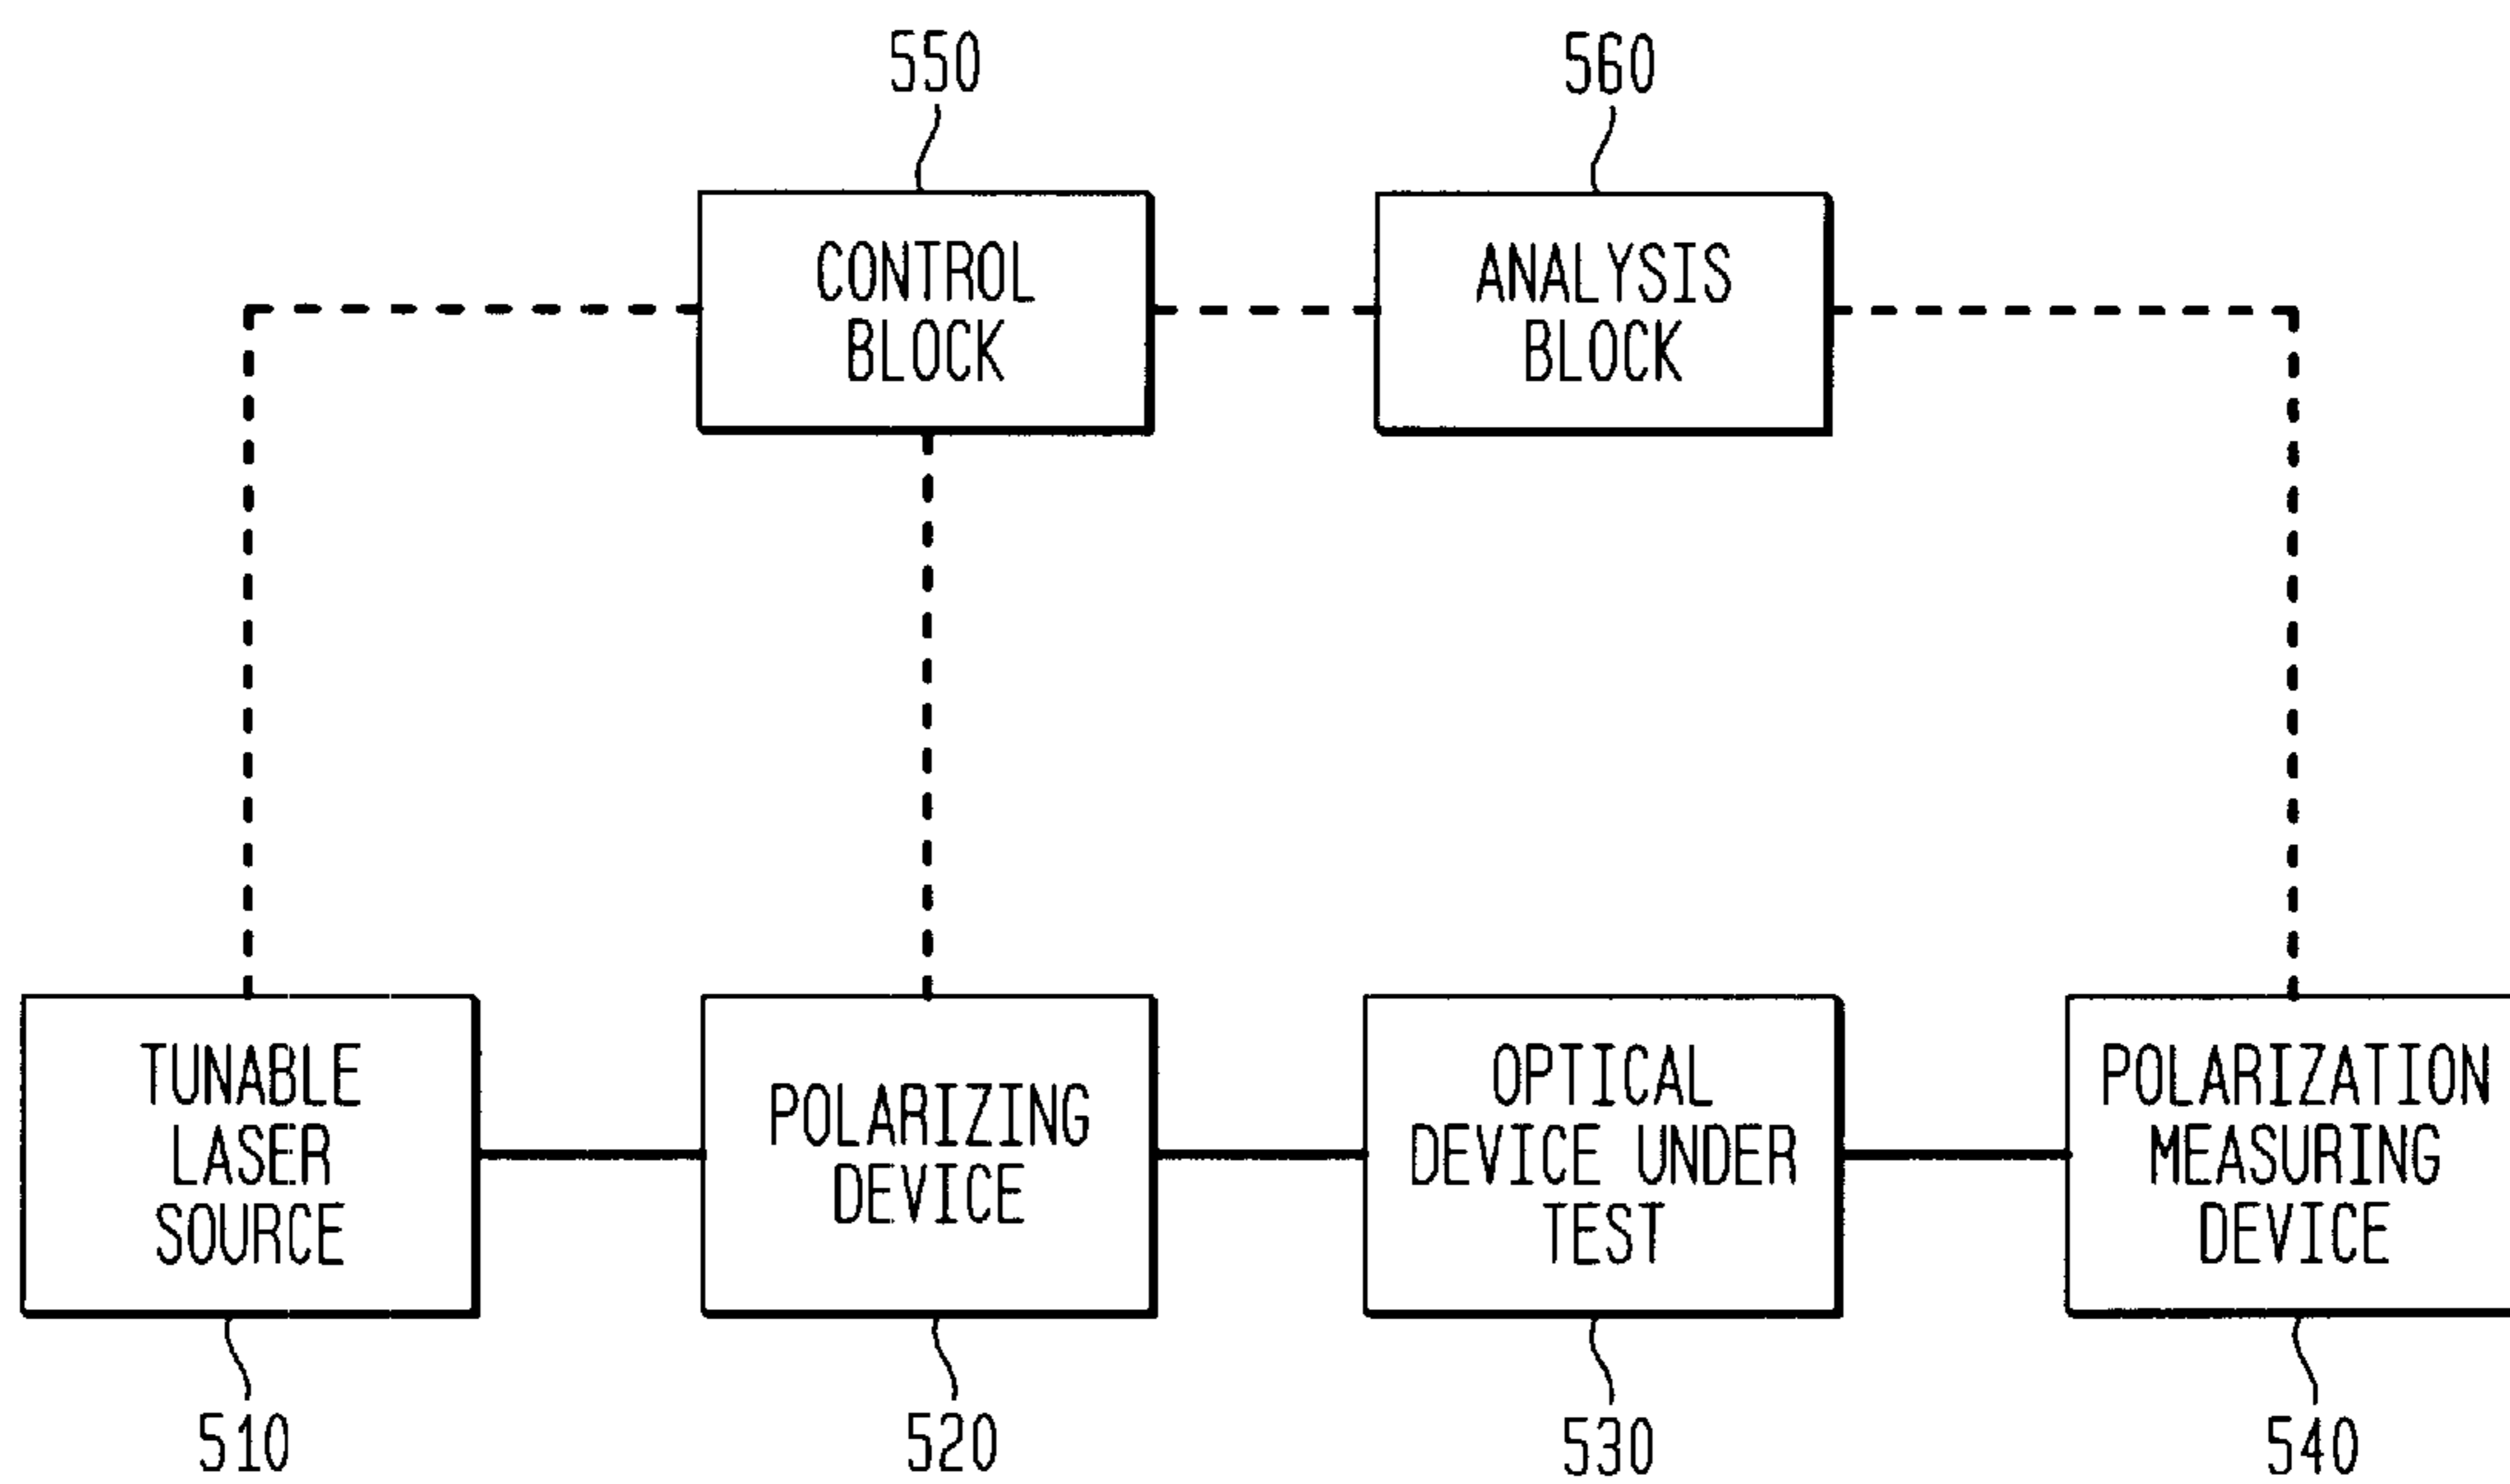 550
560
CONTROL
BLOCK
ANALYSIS
BLOCK
TUNABLE
LASER
SOURCE
POLARIZING
DEVICE
OPTICAL
DEVICE UNDER
TEST
POLARIZATION
MEASURING
DEVICE
510
520
530
540